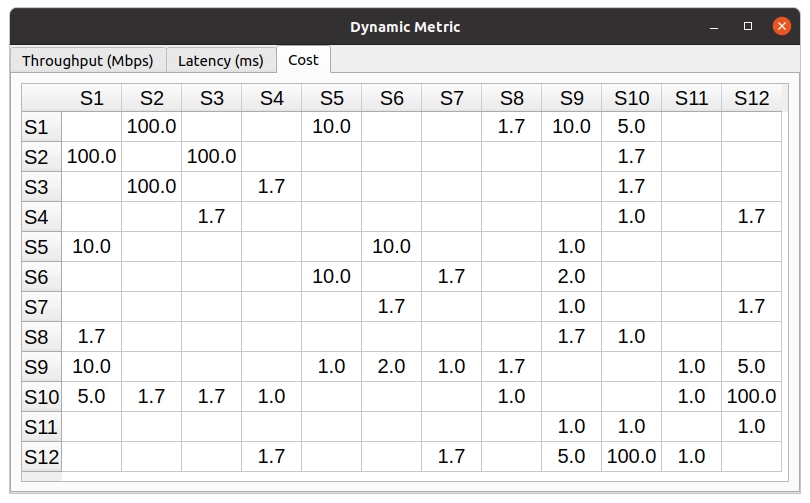 Dynamic Metric
Throughput (Mbps) Latency (ms) Cost
S1 S2 S3 S4 S5 S6 S7 S8 S9 S10 S11 S12
S1 100.0 10.0 1.7 10.0 5.0
S2 100.0 100.0 1.7
S3 100.0 1.7 1.7
S4 1.7 1.0 1.7
S5 10.0 10.0 1.0
S6 10.0 1.7 2.0
S7 1.7 1.0 1.7
S8 1.7 1.7 1.0
S9 10.0 1.0 2.0 1.0 1.7 1.0 5.0
S10 5.0 1.7 1.7 1.0 1.0 1.0 100.0
S11 1.0 1.0 1.0
S12 1.7 1.7 5.0 100.0 1.0